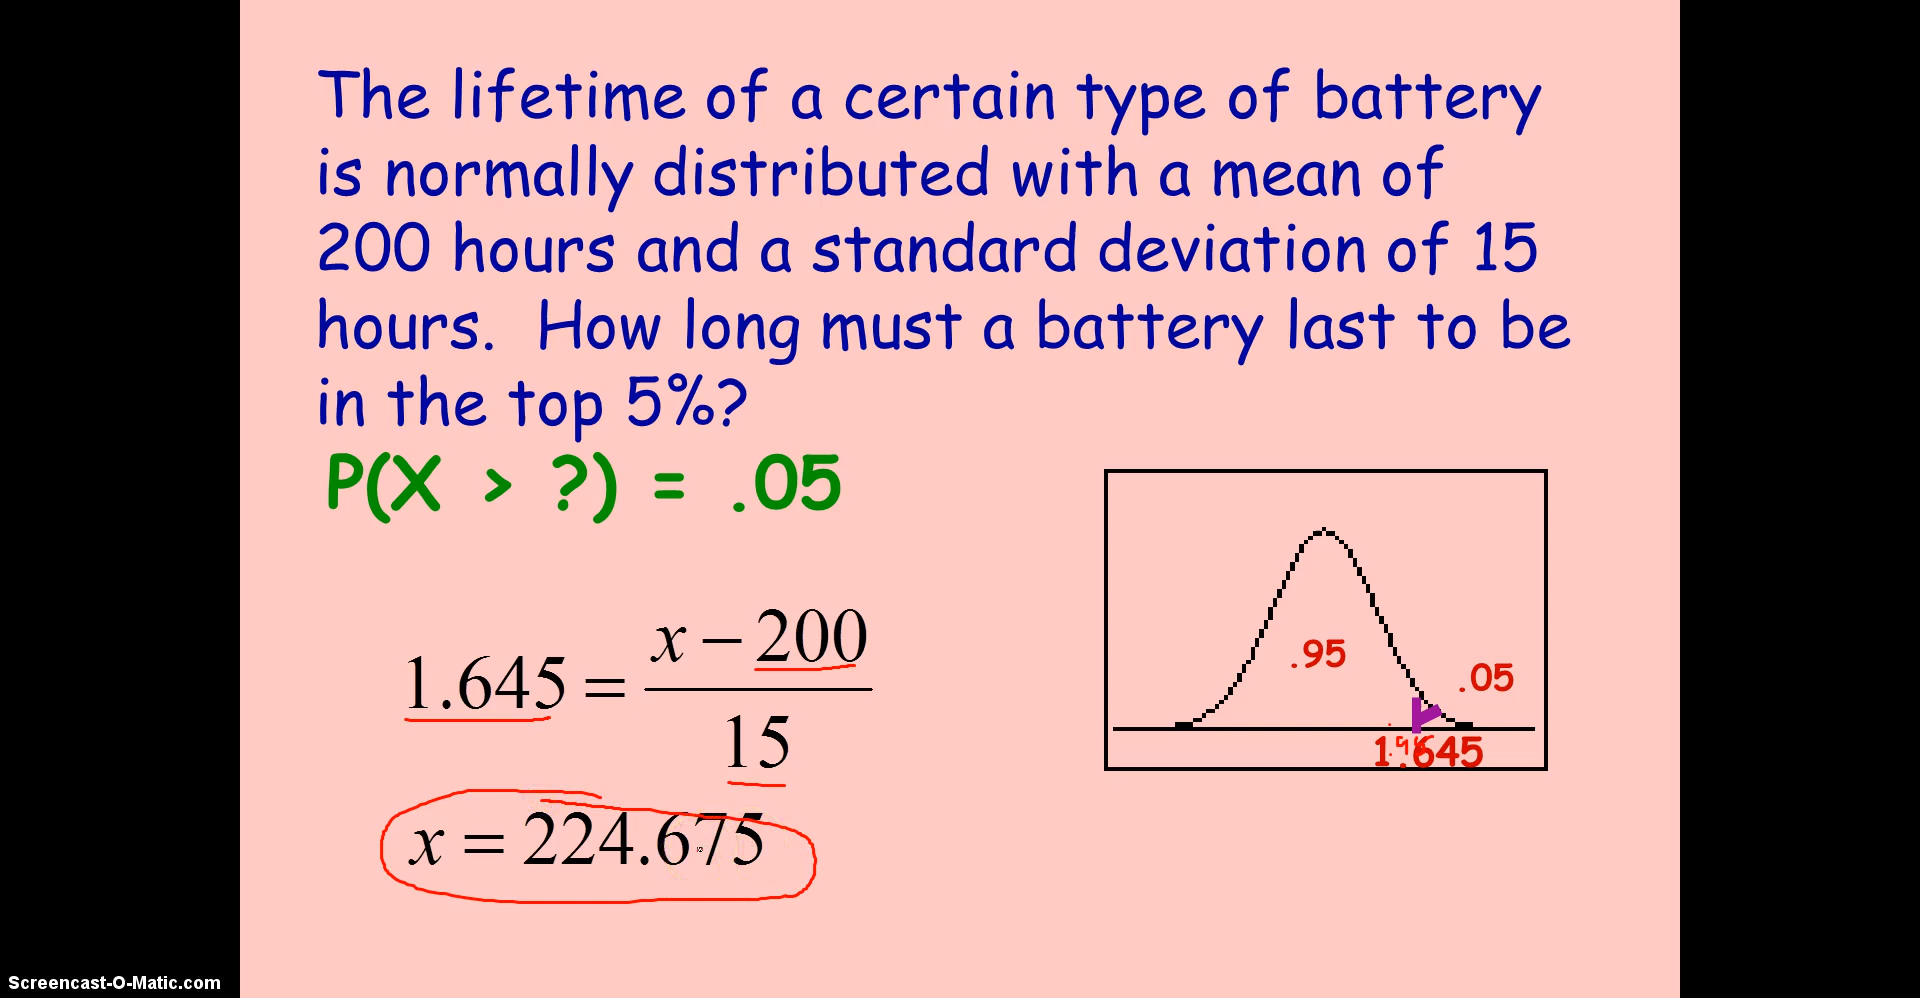 The lifetime of a certain type of battery
is normally distributed with a mean of
200 hours and a standard deviation of 15
hours. How long must a battery last to be
in the top 5%?
P(X > ?) = .05
1.645 = x − 200
15
x = 224.675
.95
.05
1.645
Screencast-O-Matic.com